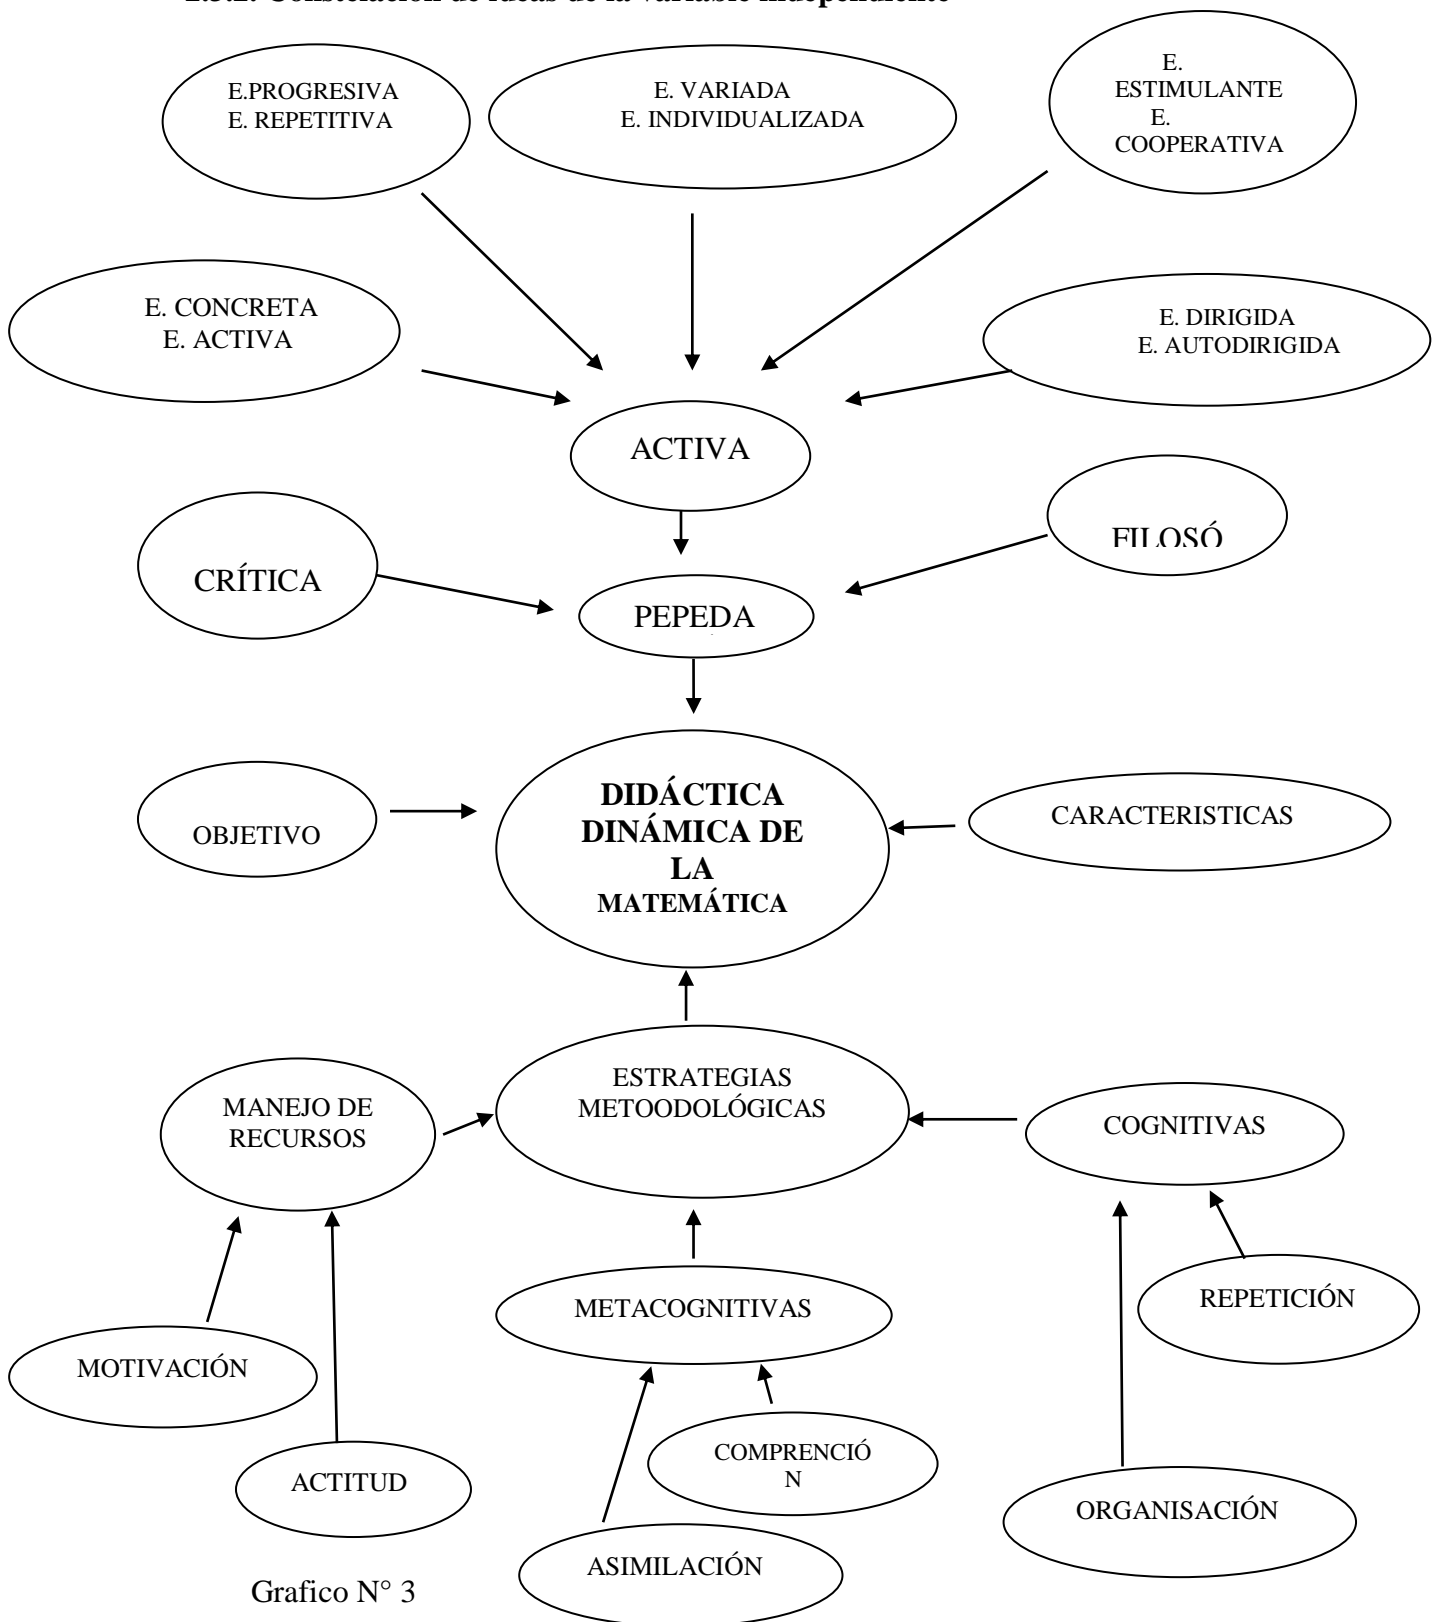 E.PROGRESIVA
E. REPETITIVA
E. VARIADA
E. INDIVIDUALIZADA
E.
ESTIMULANTE
E.
COOPERATIVA
E. CONCRETA
E. ACTIVA
E. DIRIGIDA
E. AUTODIRIGIDA
ACTIVA
CRÍTICA
FILOSÓ
PEPEDA
DIDÁCTICA
DINÁMICA DE
LA
MATEMÁTICA
OBJETIVO
CARACTERISTICAS
ESTRATEGIAS
METOODOLÓGICAS
MANEJO DE
RECURSOS
COGNITIVAS
METACOGNITIVAS
REPETICIÓN
MOTIVACIÓN
COMPRENCIÓ
N
ACTITUD
ORGANISACIÓN
ASIMILACIÓN
Grafico N° 3